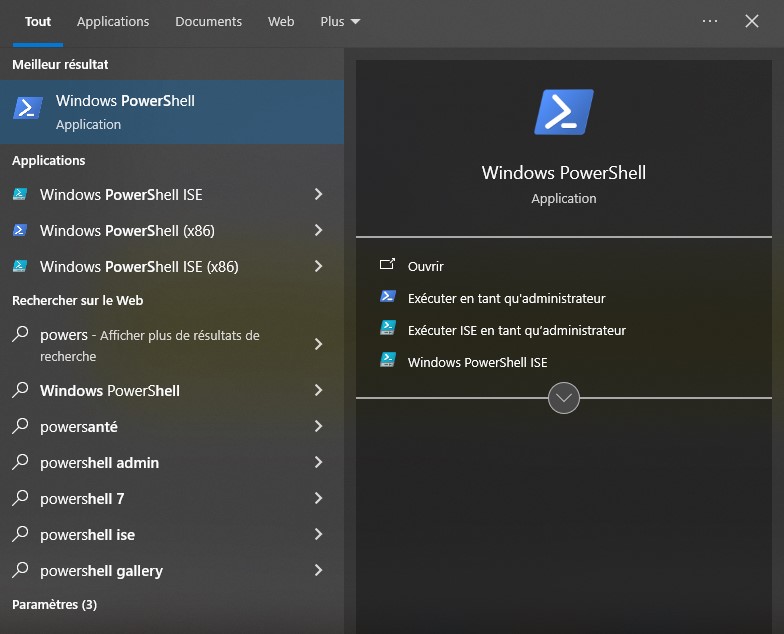 Tout
Applications
Documents
Web
Plus
Meilleur résultat
Windows PowerShell
Application
Applications
Windows PowerShell ISE
Windows PowerShell (x86)
Windows PowerShell ISE (x86)
Rechercher sur le Web
powers - Afficher plus de résultats de
recherche
Windows PowerShell
powersanté
powershell admin
powershell 7
powershell ise
powershell gallery
Paramètres (3)
Windows PowerShell
Application
Ouvrir
Exécuter en tant qu'administrateur
Exécuter ISE en tant qu'administrateur
Windows PowerShell ISE